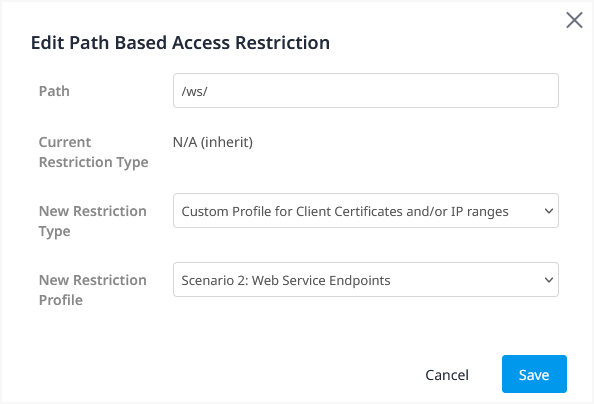 Edit Path Based Access Restriction
Path
/ws/
Current
Restriction Type
N/A (inherit)
New Restriction
Type
Custom Profile for Client Certificates and/or IP ranges
New Restriction
Profile
Scenario 2: Web Service Endpoints
Cancel
Save